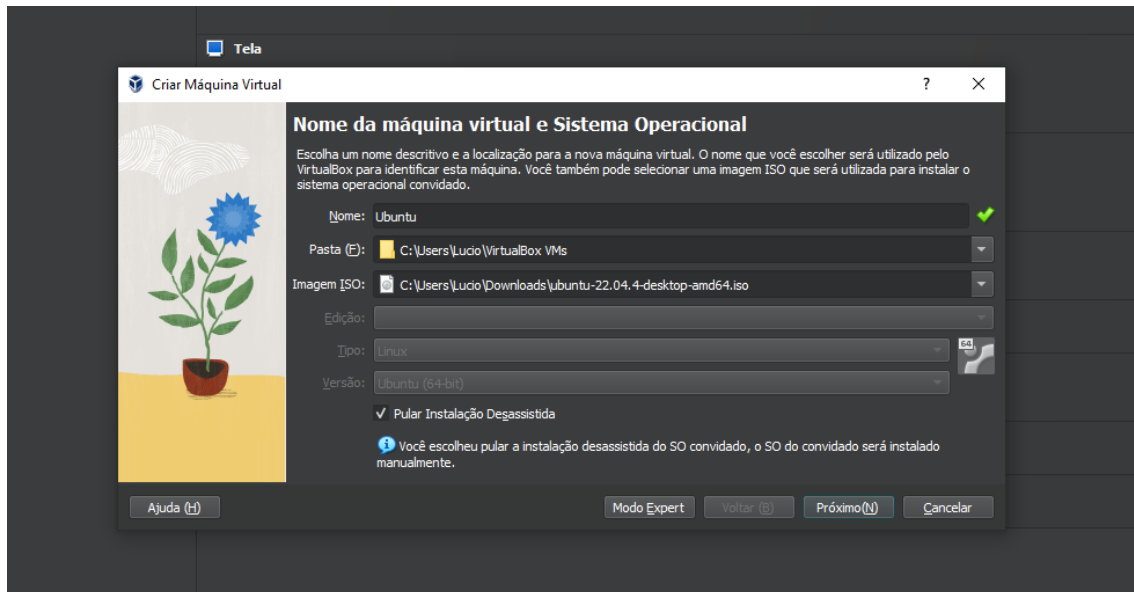 Tela
Criar Máquina Virtual
?
Nome da máquina virtual e Sistema Operacional
Escolha um nome descritivo e a localização para a nova máquina virtual. O nome que você escolher será utilizado pelo
VirtualBox para identificar esta máquina. Você também pode selecionar uma imagem ISO que será utilizada para instalar o
sistema operacional convidado.
Nome: Ubuntu
Pasta (F): C:\Users\Lucio\VirtualBox VMs
Imagem ISO: C:\Users\Lucio\Downloads\ubuntu-22.04.4-desktop-amd64.iso
Edição:
Tipo: Linux
64
Versão: Ubuntu (64-bit)
Pular Instalação Desassistida
Você escolheu pular a instalação desassistida do SO convidado, o SO do convidado será instalado
manualmente.
Ajuda (H) Modo Expert Voltar (B) Próximo(N) Cancelar